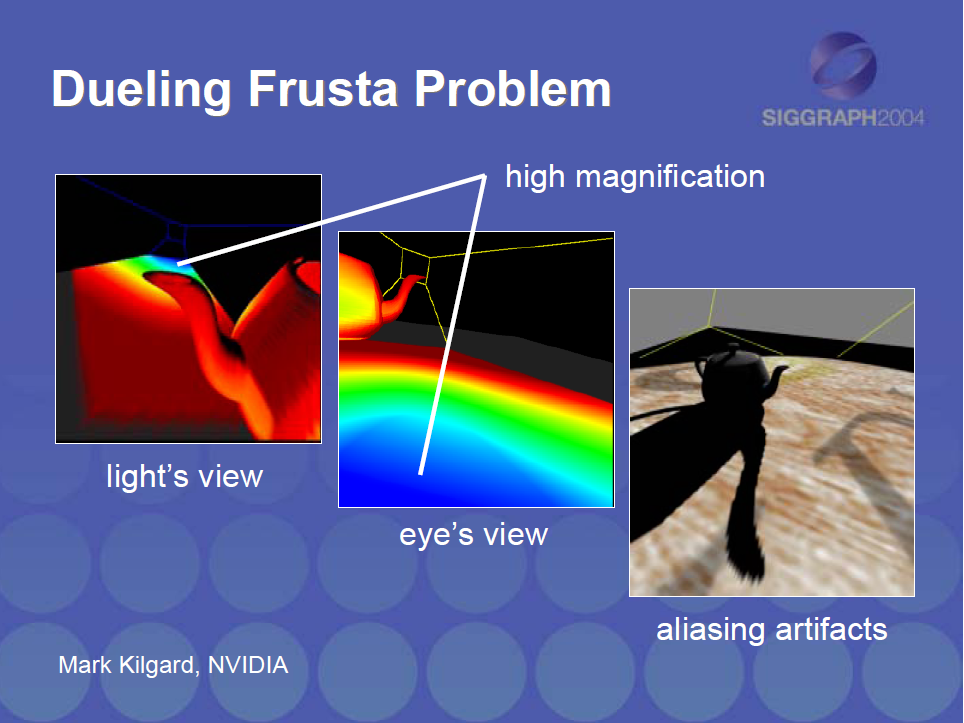 Dueling Frusta Problem
SIGGRAPH2004
high magnification
light's view
eye's view
aliasing artifacts
Mark Kilgard, NVIDIA